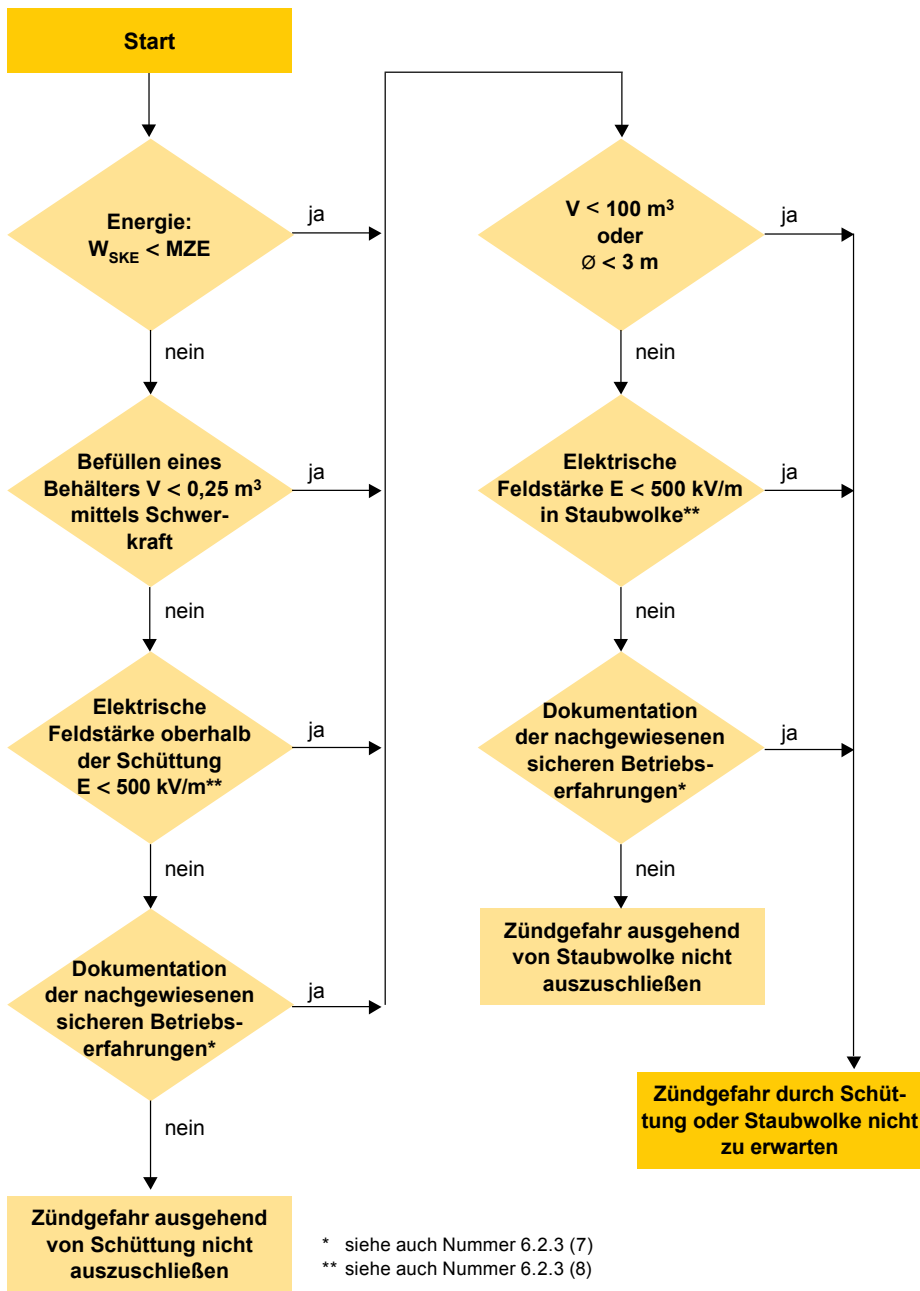 Start
Energie:
W_SKE < MZE
ja
nein
Befüllen eines
Behälters V < 0,25 m³
mittels Schwer-
kraft
ja
nein
Elektrische
Feldstärke oberhalb
der Schüttung
E < 500 kV/m**
ja
nein
Dokumentation
der nachgewiesenen
sicheren Betriebs-
erfahrungen*
ja
nein
Zündgefahr ausgehend
von Schüttung nicht
auszuschließen
V < 100 m³
oder
Ø < 3 m
ja
nein
Elektrische
Feldstärke E < 500 kV/m
in Staubwolke**
ja
nein
Dokumentation
der nachgewiesenen
sicheren Betriebs-
erfahrungen*
ja
nein
Zündgefahr ausgehend
von Staubwolke nicht
auszuschließen
Zündgefahr durch Schüt-
tung oder Staubwolke nicht
zu erwarten
* siehe auch Nummer 6.2.3 (7)
** siehe auch Nummer 6.2.3 (8)